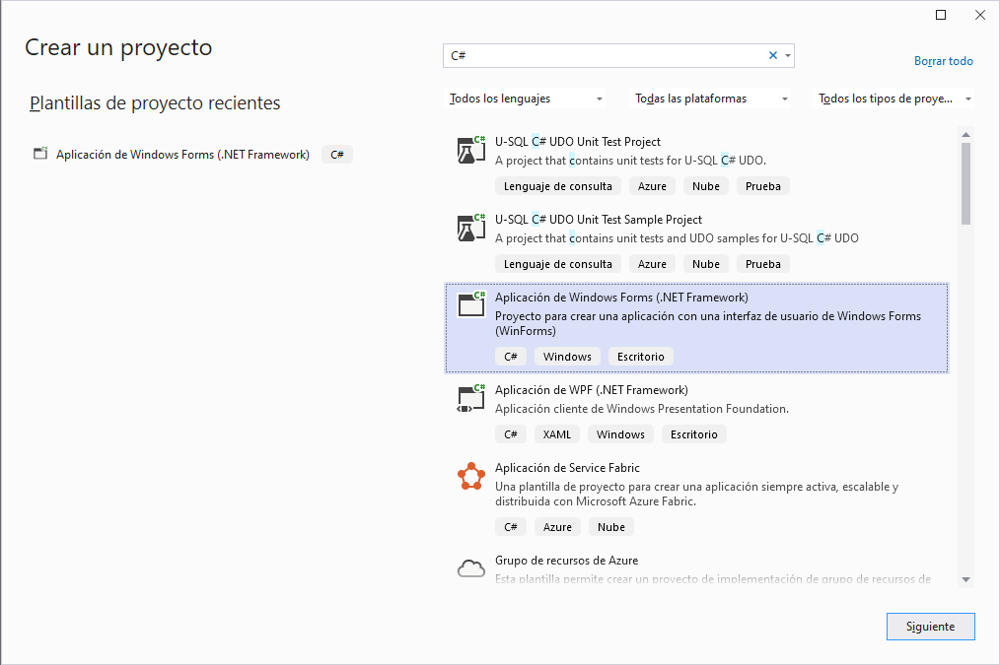 Crear un proyecto
C#
Borrar todo
Plantillas de proyecto recientes
Todos los lenguajes
Todas las plataformas
Todos los tipos de proye...
Aplicación de Windows Forms (.NET Framework)
C#
C#
U-SQL C# UDO Unit Test Project
A project that contains unit tests for U-SQL C# UDO.
Lenguaje de consulta
Azure
Nube
Prueba
C#
U-SQL C# UDO Unit Test Sample Project
A project that contains unit tests and UDO samples for U-SQL C# UDO
Lenguaje de consulta
Azure
Nube
Prueba
C#
Aplicación de Windows Forms (.NET Framework)
Proyecto para crear una aplicación con una interfaz de usuario de Windows Forms
(WinForms)
C#
Windows
Escritorio
C#
Aplicación de WPF (.NET Framework)
Aplicación cliente de Windows Presentation Foundation.
C#
XAML
Windows
Escritorio
Aplicación de Service Fabric
Una plantilla de proyecto para crear una aplicación siempre activa, escalable y
distribuida con Microsoft Azure Fabric.
C#
Azure
Nube
Grupo de recursos de Azure
Esta plantilla permite crear un proyecto de implementación de grupo de recursos de
Siguiente